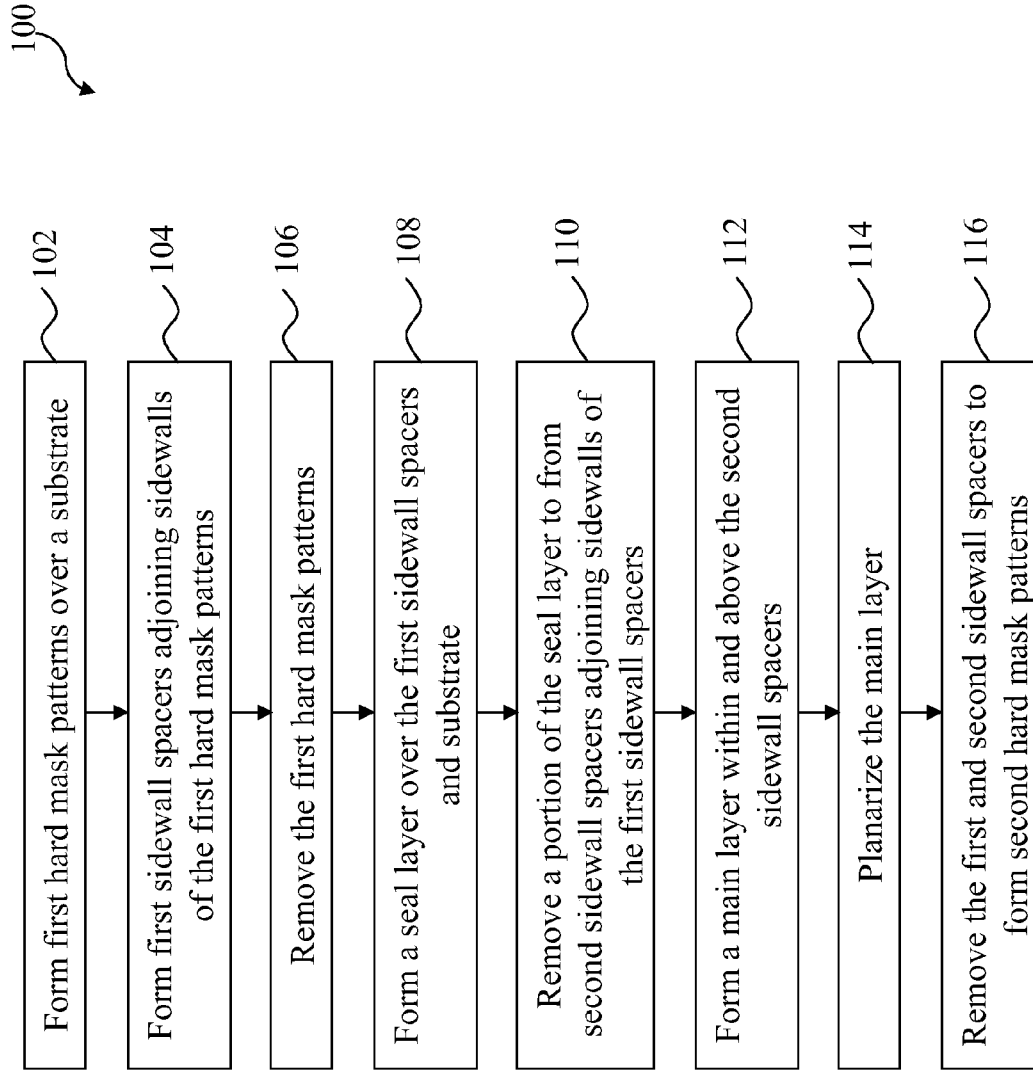 100
Form first hard mask patterns over a substrate
102
Form first sidewall spacers adjoining sidewalls
of the first hard mask patterns
104
Remove the first hard mask patterns
106
Form a seal layer over the first sidewall spacers
and substrate
108
Remove a portion of the seal layer to from
second sidewall spacers adjoining sidewalls of
the first sidewall spacers
110
Form a main layer within and above the second
sidewall spacers
112
Planarize the main layer
114
Remove the first and second sidewall spacers to
form second hard mask patterns
116